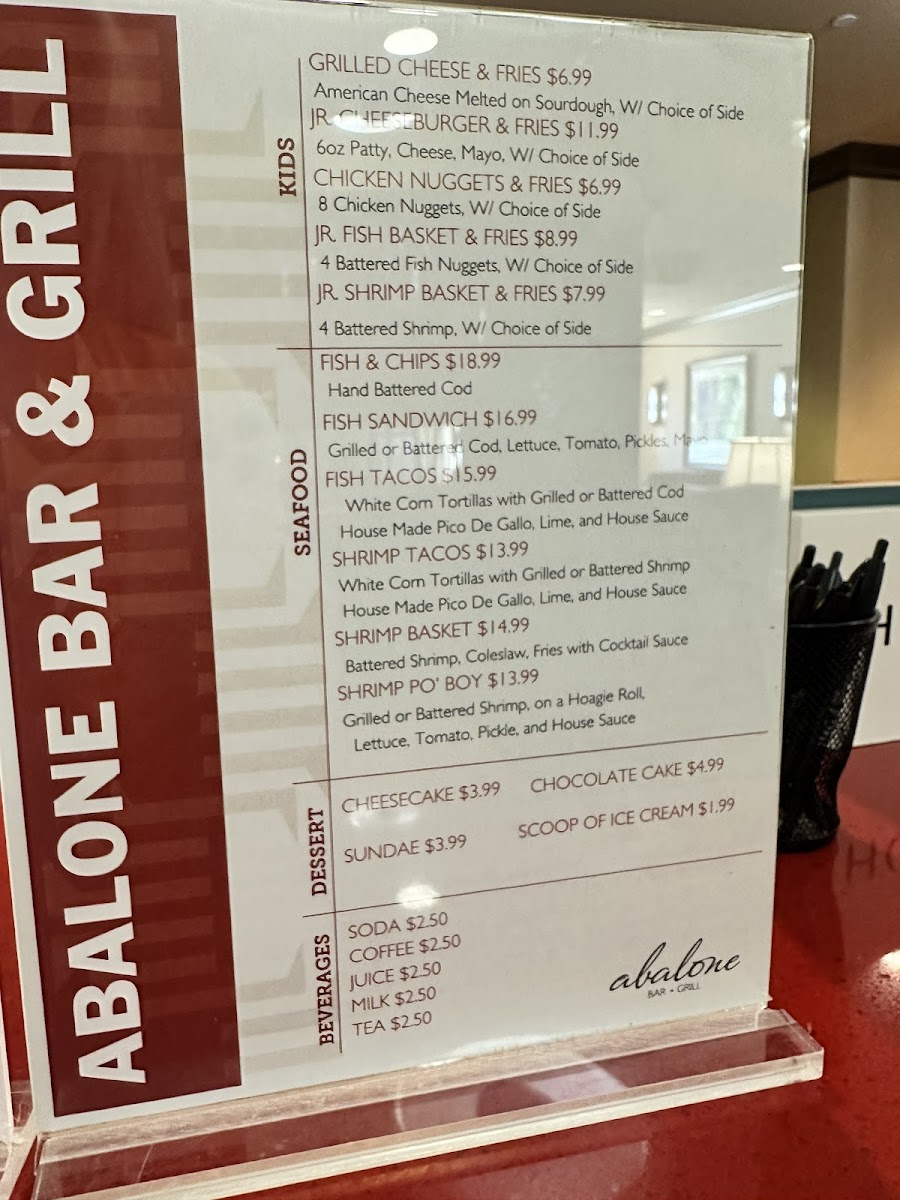 ABALONE BAR & GRILL
KIDS
GRILLED CHEESE & FRIES $6.99
American Cheese Melted on Sourdough, W/ Choice of Side
JR. CHEESEBURGER & FRIES $11.99
6oz Patty, Cheese, Mayo, W/ Choice of Side
CHICKEN NUGGETS & FRIES $6.99
8 Chicken Nuggets, W/ Choice of Side
JR. FISH BASKET & FRIES $8.99
4 Battered Fish Nuggets, W/ Choice of Side
JR. SHRIMP BASKET & FRIES $7.99
4 Battered Shrimp, W/ Choice of Side
SEAFOOD
FISH & CHIPS $18.99
Hand Battered Cod
FISH SANDWICH $16.99
Grilled or Battered Cod, Lettuce, Tomato, Pickles, Mayo
FISH TACOS $15.99
White Corn Tortillas with Grilled or Battered Cod
House Made Pico De Gallo, Lime, and House Sauce
SHRIMP TACOS $13.99
White Corn Tortillas with Grilled or Battered Shrimp
House Made Pico De Gallo, Lime, and House Sauce
SHRIMP BASKET $14.99
Battered Shrimp, Coleslaw, Fries with Cocktail Sauce
SHRIMP PO' BOY $13.99
Grilled or Battered Shrimp, on a Hoagie Roll,
Lettuce, Tomato, Pickle, and House Sauce
DESSERT
CHEESECAKE $3.99 CHOCOLATE CAKE $4.99
SUNDAE $3.99 SCOOP OF ICE CREAM $1.99
BEVERAGES
SODA $2.50
COFFEE $2.50
JUICE $2.50
MILK $2.50
TEA $2.50
abalone
BAR + GRILL